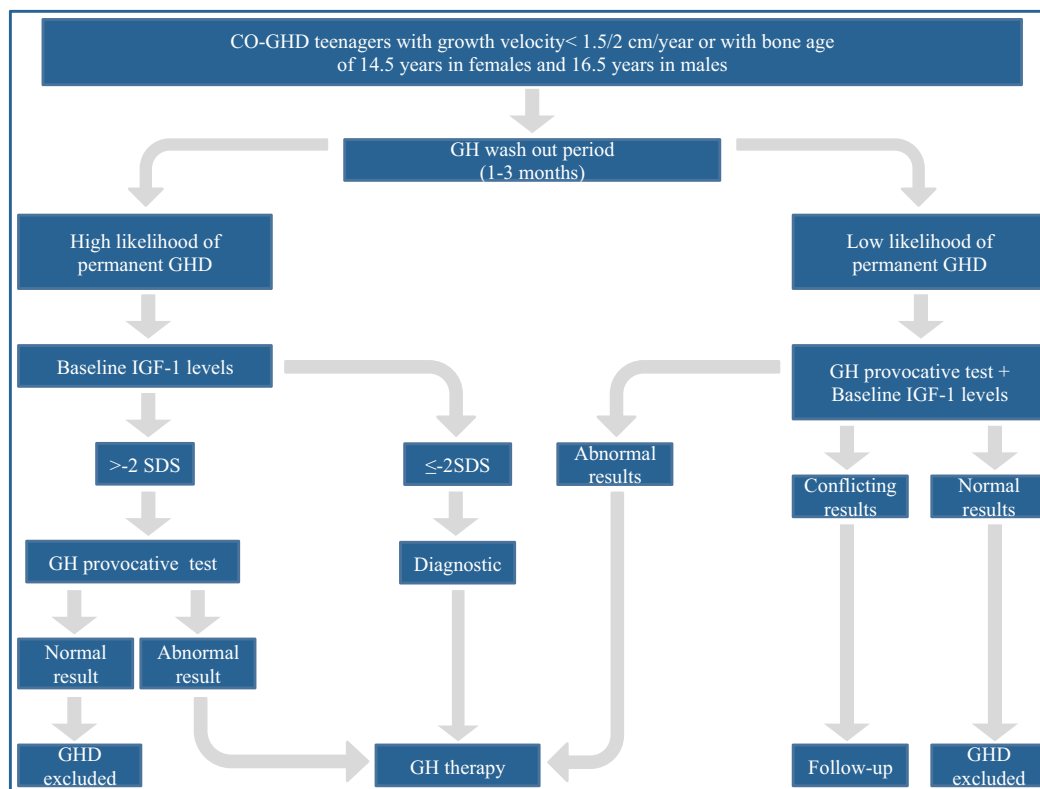 CO-GHD teenagers with growth velocity< 1.5/2 cm/year or with bone age
of 14.5 years in females and 16.5 years in males
GH wash out period
(1-3 months)
High likelihood of
permanent GHD
Low likelihood of
permanent GHD
Baseline IGF-1 levels
GH provocative test +
Baseline IGF-1 levels
>-2 SDS
≤-2SDS
Abnormal
results
Conflicting
results
Normal
results
GH provocative test
Diagnostic
Normal
result
Abnormal
result
GHD
excluded
GH therapy
Follow-up
GHD
excluded